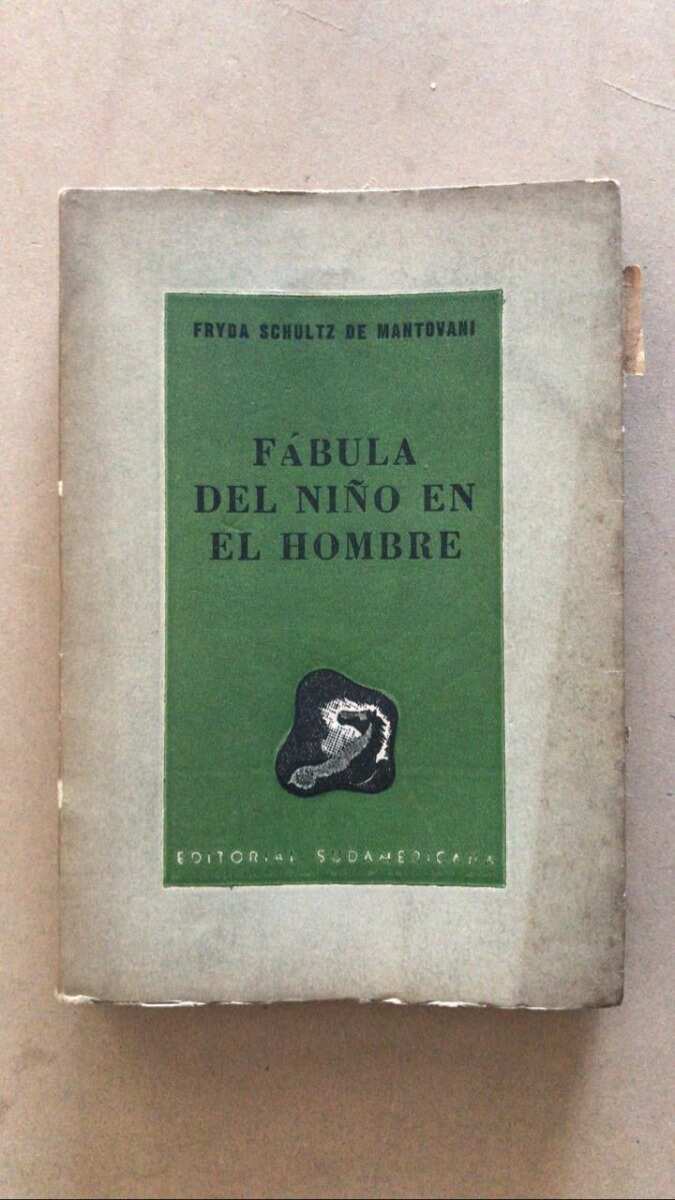 FRYDA SCHULTZ DE MANTOVANI
FÁBULA
DEL NIÑO EN
EL HOMBRE
EDITORIAL SUDAMERICANA